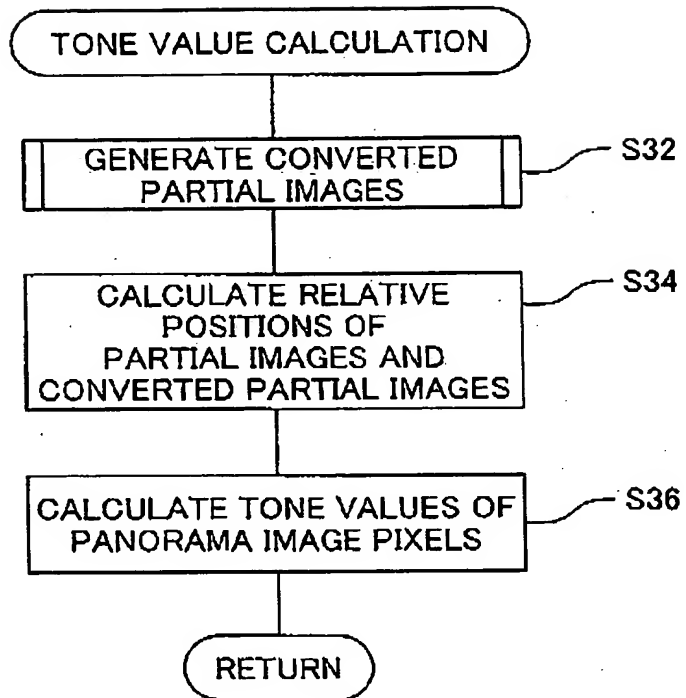 TONE VALUE CALCULATION
GENERATE CONVERTED
PARTIAL IMAGES
S32
CALCULATE RELATIVE
POSITIONS OF
PARTIAL IMAGES AND
CONVERTED PARTIAL IMAGES
S34
CALCULATE TONE VALUES OF
PANORAMA IMAGE PIXELS
S36
RETURN